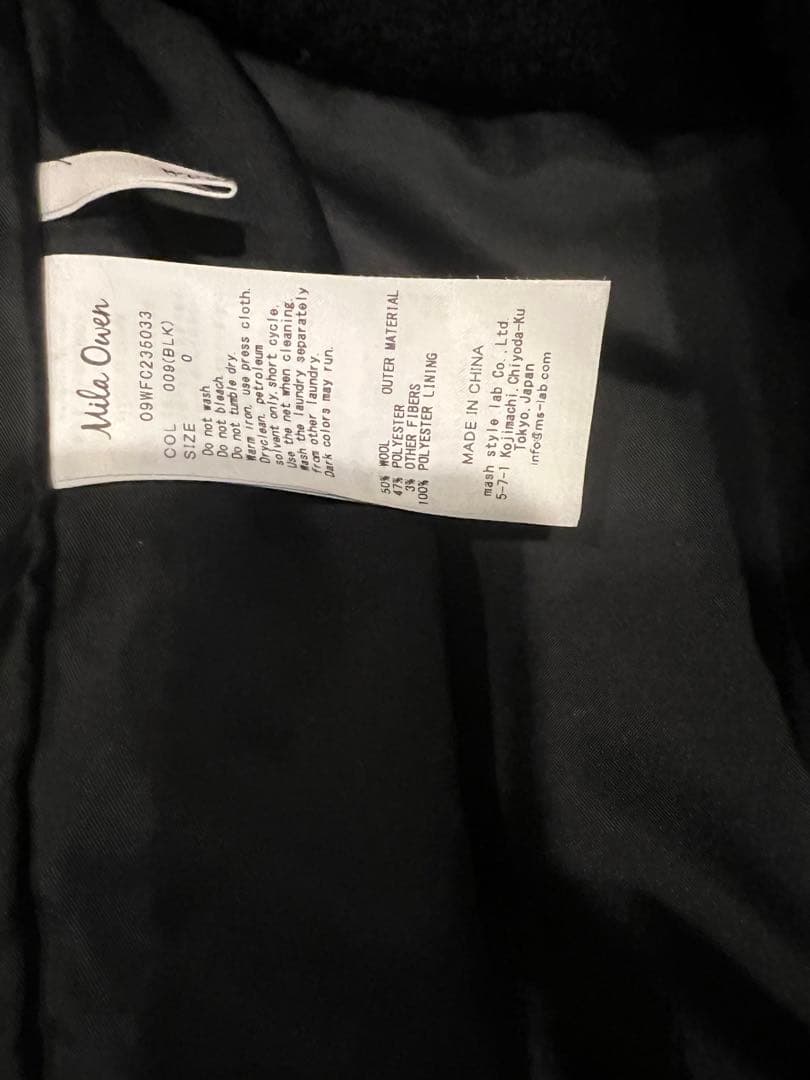 Mila Owen
09WFC235033
COL 009(BLK)
SIZE 0
Do not wash
Do not bleach.
Do not tumble dry.
Warm iron, use press cloth.
Dryclean, petroleum
solvent only, short cycle.
Use the net when cleaning.
Wash the laundry separately
from other laundry.
Dark colors may run.
50% WOOL OUTER MATERIAL
47% POLYESTER
3% OTHER FIBERS
100% POLYESTER LINING
MADE IN CHINA
mash style lab Co., Ltd.
5-7-1 Kojimachi, Chiyoda-Ku
Tokyo, Japan
info@ms-lab.com